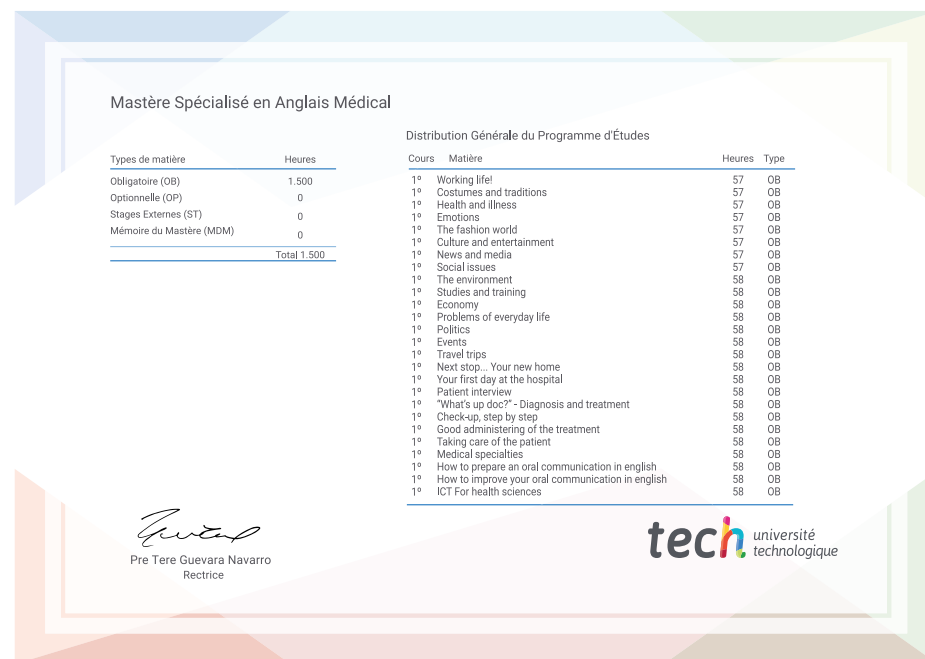 Mastère Spécialisé en Anglais Médical
Types de matière Heures
Obligatoire (OB) 1.500
Optionnelle (OP) 0
Stages Externes (ST) 0
Mémoire du Mastère (MDM) 0
Total 1.500
Distribution Générale du Programme d'Études
Cours Matière Heures Type
1º Working life! 57 OB
1º Costumes and traditions 57 OB
1º Health and illness 57 OB
1º Emotions 57 OB
1º The fashion world 57 OB
1º Culture and entertainment 57 OB
1º News and media 57 OB
1º Social issues 57 OB
1º The environment 58 OB
1º Studies and training 58 OB
1º Economy 58 OB
1º Problems of everyday life 58 OB
1º Politics 58 OB
1º Events 58 OB
1º Travel trips 58 OB
1º Next stop... Your new home 58 OB
1º Your first day at the hospital 58 OB
1º Patient interview 58 OB
1º “What’s up doc?” - Diagnosis and treatment 58 OB
1º Check-up, step by step 58 OB
1º Good administering of the treatment 58 OB
1º Taking care of the patient 58 OB
1º Medical specialties 58 OB
1º How to prepare an oral communication in english 58 OB
1º How to improve your oral communication in english 58 OB
1º ICT For health sciences 58 OB
Pre Tere Guevara Navarro
Rectrice
tech université
technologique